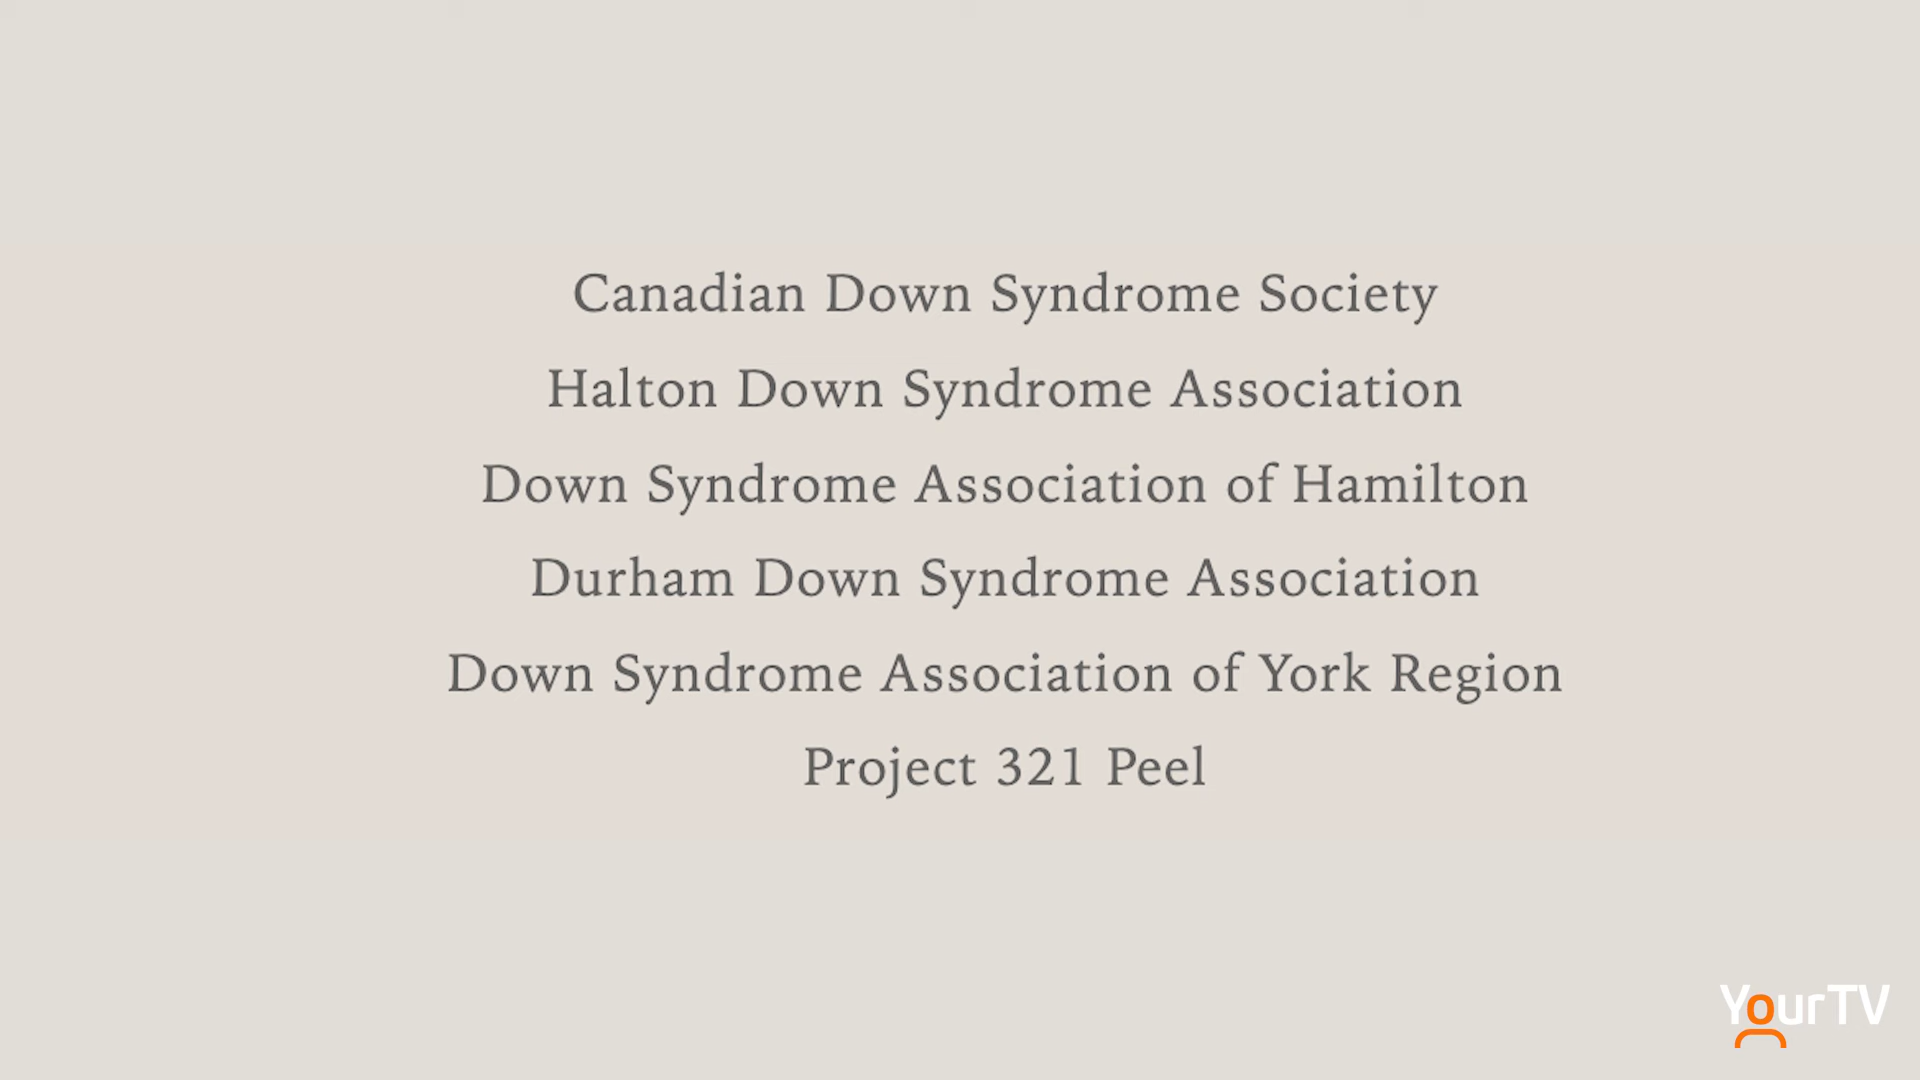 Canadian Down Syndrome Society
Halton Down Syndrome Association
Down Syndrome Association of Hamilton
Durham Down Syndrome Association
Down Syndrome Association of York Region
Project 321 Peel
YourTV